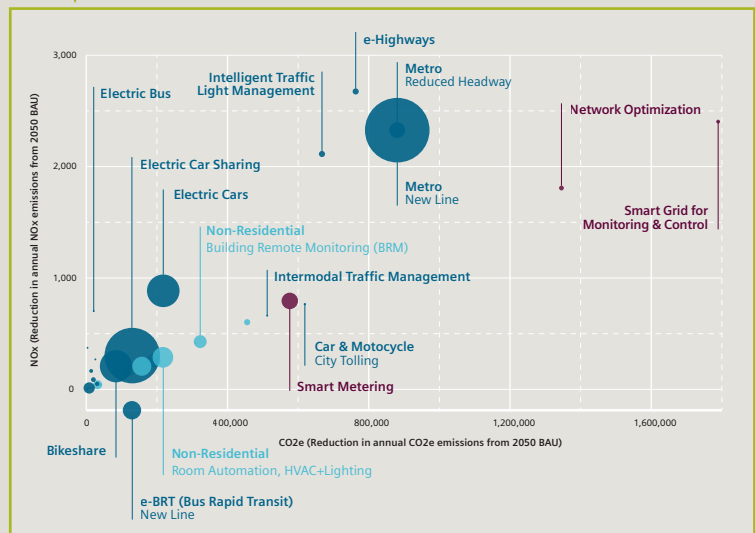 e-Highways
3,000
Intelligent Traffic
Light Management
Metro
Reduced Headway
Electric Bus
Network Optimization
NOx (Reduction in annual NOx emissions from 2050 BAU)
2,000
Electric Car Sharing
Electric Cars
Metro
New Line
Smart Grid for
Monitoring & Control
Non-Residential
Building Remote Monitoring (BRM)
1,000
Intermodal Traffic Management
Car & Motocycle
City Tolling
Smart Metering
0
0
400,000
800,000
1,200,000
1,600,000
CO2e (Reduction in annual CO2e emissions from 2050 BAU)
Bikeshare
Non-Residential
Room Automation, HVAC+Lighting
e-BRT (Bus Rapid Transit)
New Line